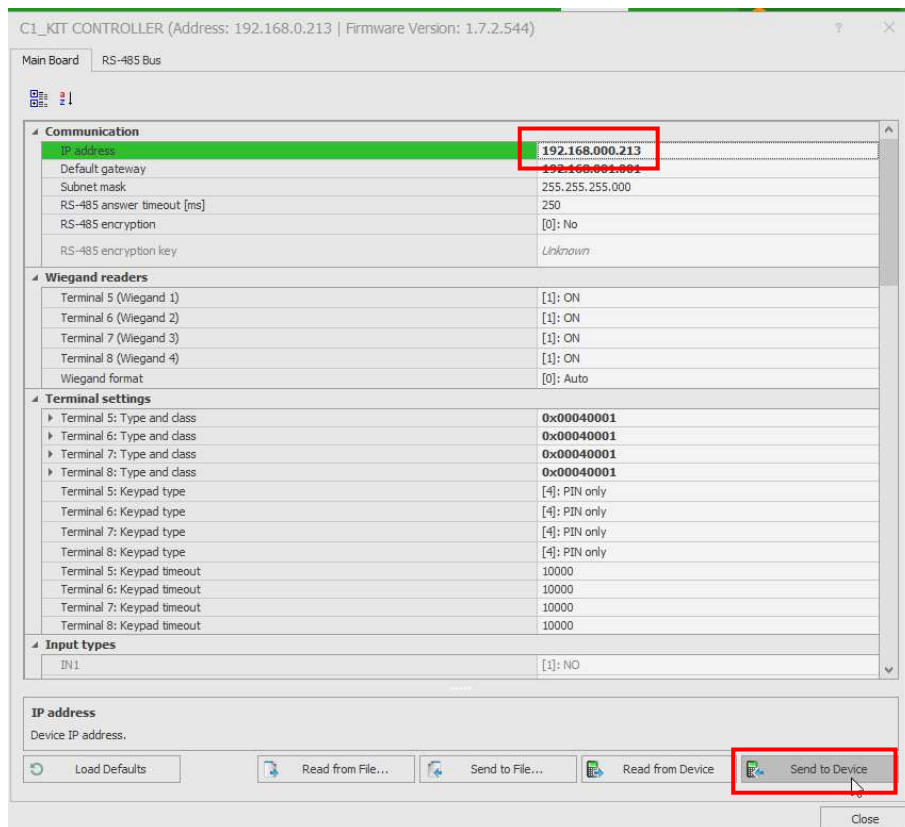 C1_KIT CONTROLLER (Address: 192.168.0.213 | Firmware Version: 1.7.2.544)
Main Board RS-485 Bus
Communication
IP address 192.168.000.213
Default gateway 192.168.001.001
Subnet mask 255.255.255.000
RS-485 answer timeout [ms] 250
RS-485 encryption [0]: No
RS-485 encryption key Unknown
Wiegand readers
Terminal 5 (Wiegand 1) [1]: ON
Terminal 6 (Wiegand 2) [1]: ON
Terminal 7 (Wiegand 3) [1]: ON
Terminal 8 (Wiegand 4) [1]: ON
Wiegand format [0]: Auto
Terminal settings
Terminal 5: Type and class 0x00040001
Terminal 6: Type and class 0x00040001
Terminal 7: Type and class 0x00040001
Terminal 8: Type and class 0x00040001
Terminal 5: Keypad type [4]: PIN only
Terminal 6: Keypad type [4]: PIN only
Terminal 7: Keypad type [4]: PIN only
Terminal 8: Keypad type [4]: PIN only
Terminal 5: Keypad timeout 10000
Terminal 6: Keypad timeout 10000
Terminal 7: Keypad timeout 10000
Terminal 8: Keypad timeout 10000
Input types
IN1 [1]: NO
IP address
Device IP address.
Load Defaults Read from File... Send to File... Read from Device Send to Device
Close